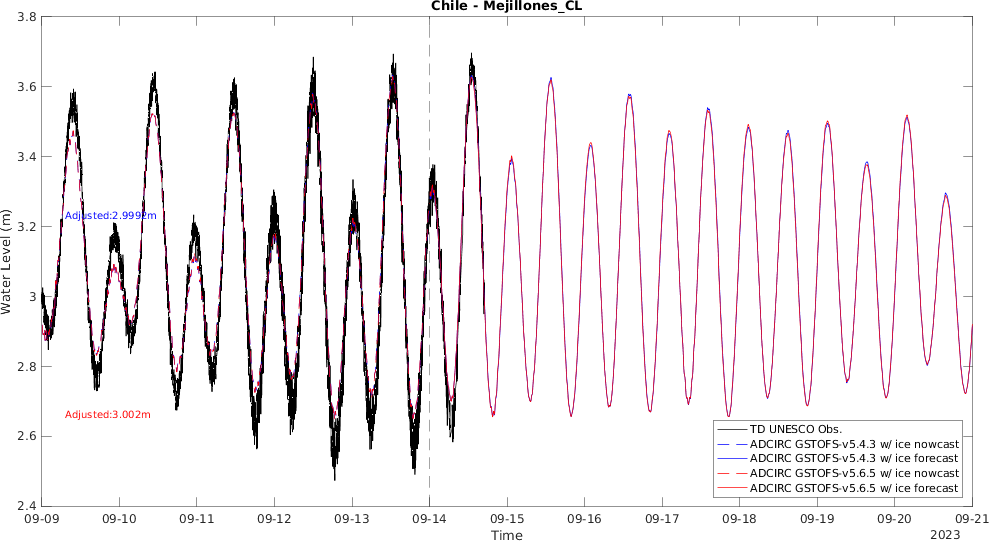 Chile - Mejillones_CL
3.8
3.6
3.4
3.2
3
2.8
2.6
2.4
Water Level (m)
Adjusted:2.9992m
Adjusted:3.002m
TD UNESCO Obs.
ADCIRC GSTOFS-v5.4.3 w/ ice nowcast
ADCIRC GSTOFS-v5.4.3 w/ ice forecast
ADCIRC GSTOFS-v5.6.5 w/ ice nowcast
ADCIRC GSTOFS-v5.6.5 w/ ice forecast
09-09 09-10 09-11 09-12 09-13 09-14 09-15 09-16 09-17 09-18 09-19 09-20 09-21
Time
2023